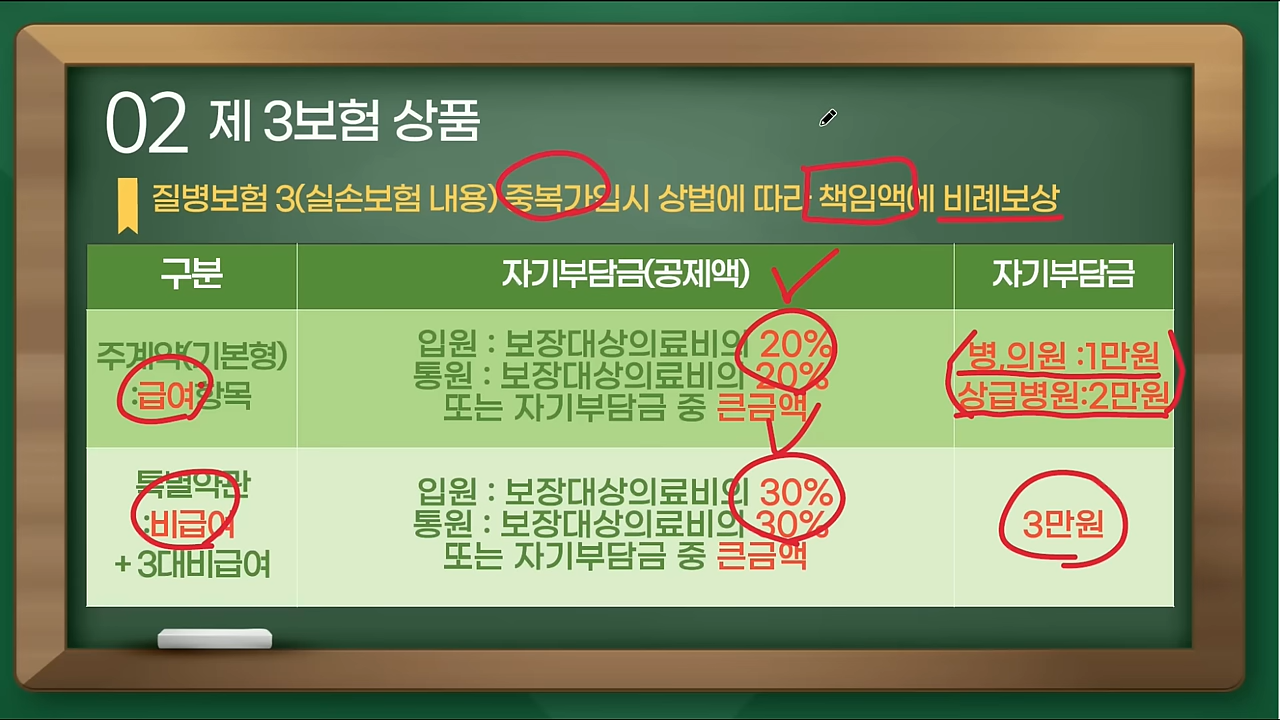 02 제 3보험 상품
질병보험 3(실손보험 내용) 중복가입시 상법에 따라 책임액에 비례보상
구분 자기부담금(공제액) 자기부담금
주계약(기본형)
:급여항목
입원 : 보장대상의료비의 20%
통원 : 보장대상의료비의 20%
또는 자기부담금 중 큰금액
병,의원 :1만원
상급병원:2만원
특별약관
:비급여
+ 3대비급여
입원 : 보장대상의료비의 30%
통원 : 보장대상의료비의 30%
또는 자기부담금 중 큰금액
3만원